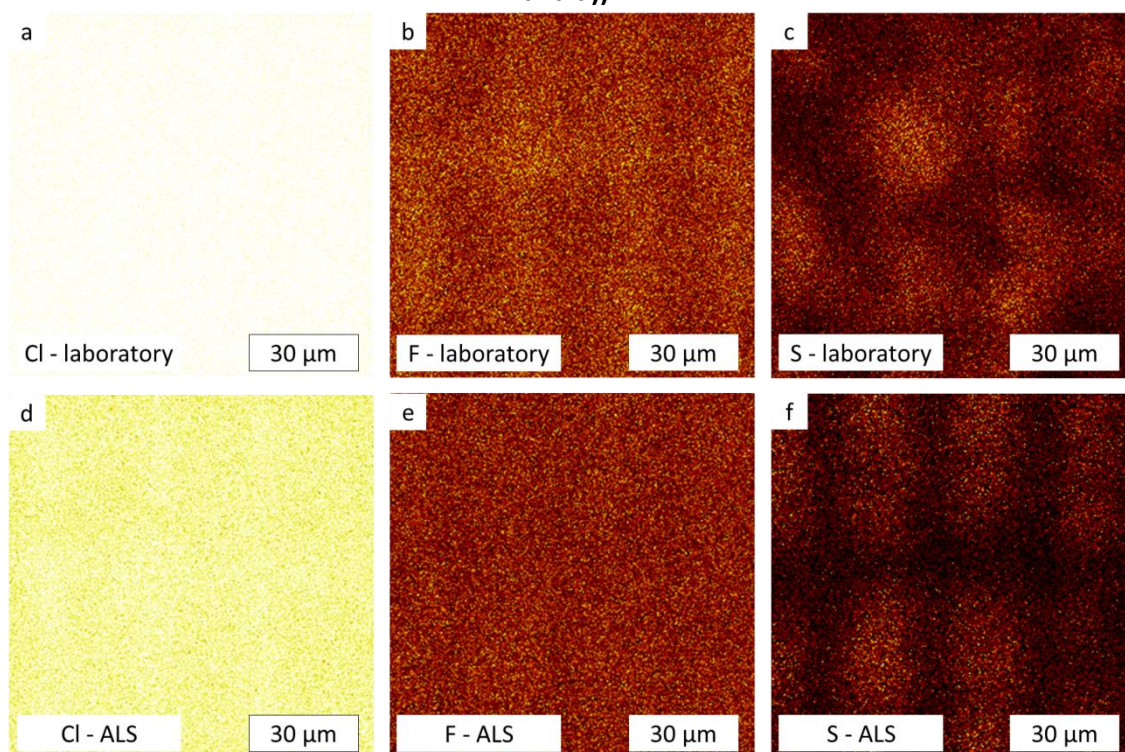 a
b
c
Cl - laboratory
30 µm
F - laboratory
30 µm
S - laboratory
30 µm
d
e
f
Cl - ALS
30 µm
F - ALS
30 µm
S - ALS
30 µm